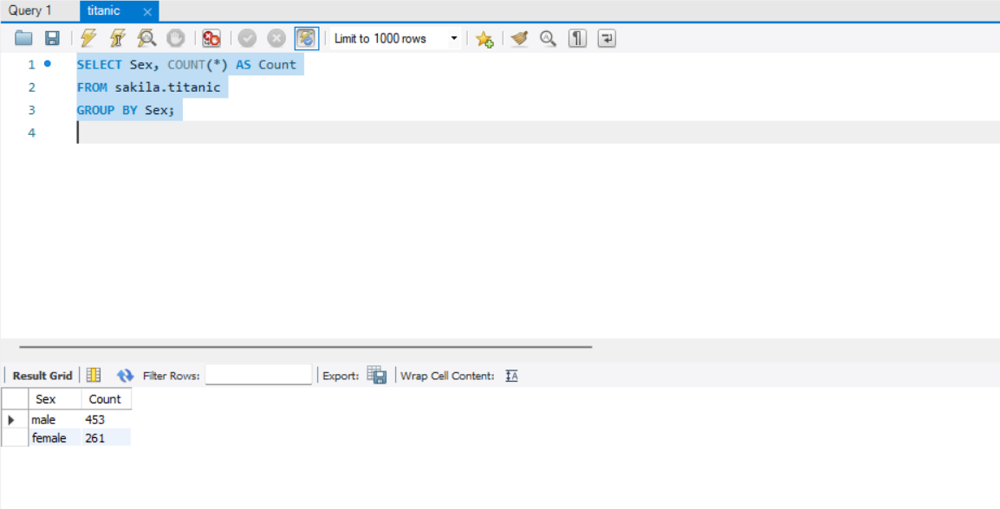 Query 1 titanic
Limit to 1000 rows
1 SELECT Sex, COUNT(*) AS Count
2 FROM sakila.titanic
3 GROUP BY Sex;
4
Result Grid Filter Rows: Export: Wrap Cell Content:
Sex Count
male 453
female 261